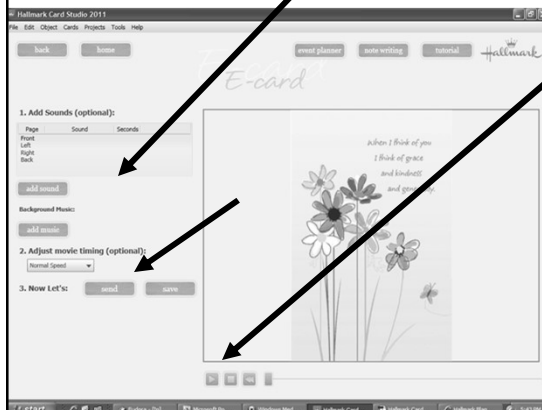 Hallmark Card Studio 2011
File Edit Object Cards Projects Tools Help
back home event planner note writing tutorial Hallmark
E-card
1. Add Sounds (optional):
Page Sound Seconds
Front
Left
Right
Back
add sound
Background Music:
add music
2. Adjust movie timing (optional):
Normal Speed
3. Now Let's: send save
When I think of you
I think of grace
and kindness
and
start
Hallmark Card